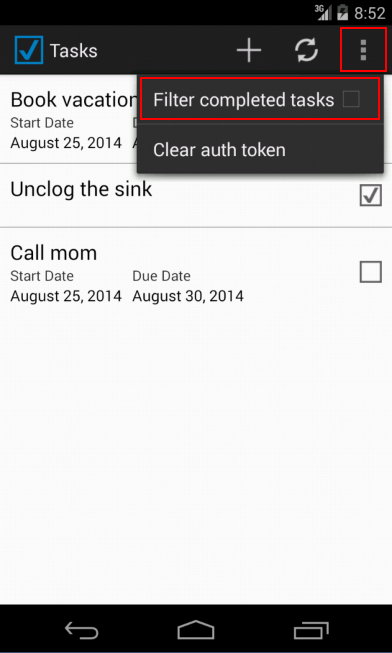 3G 8:52
Tasks
Book vacation
Filter completed tasks
Start Date D
August 25, 2014 A
Clear auth token
Unclog the sink
Call mom
Start Date Due Date
August 25, 2014 August 30, 2014